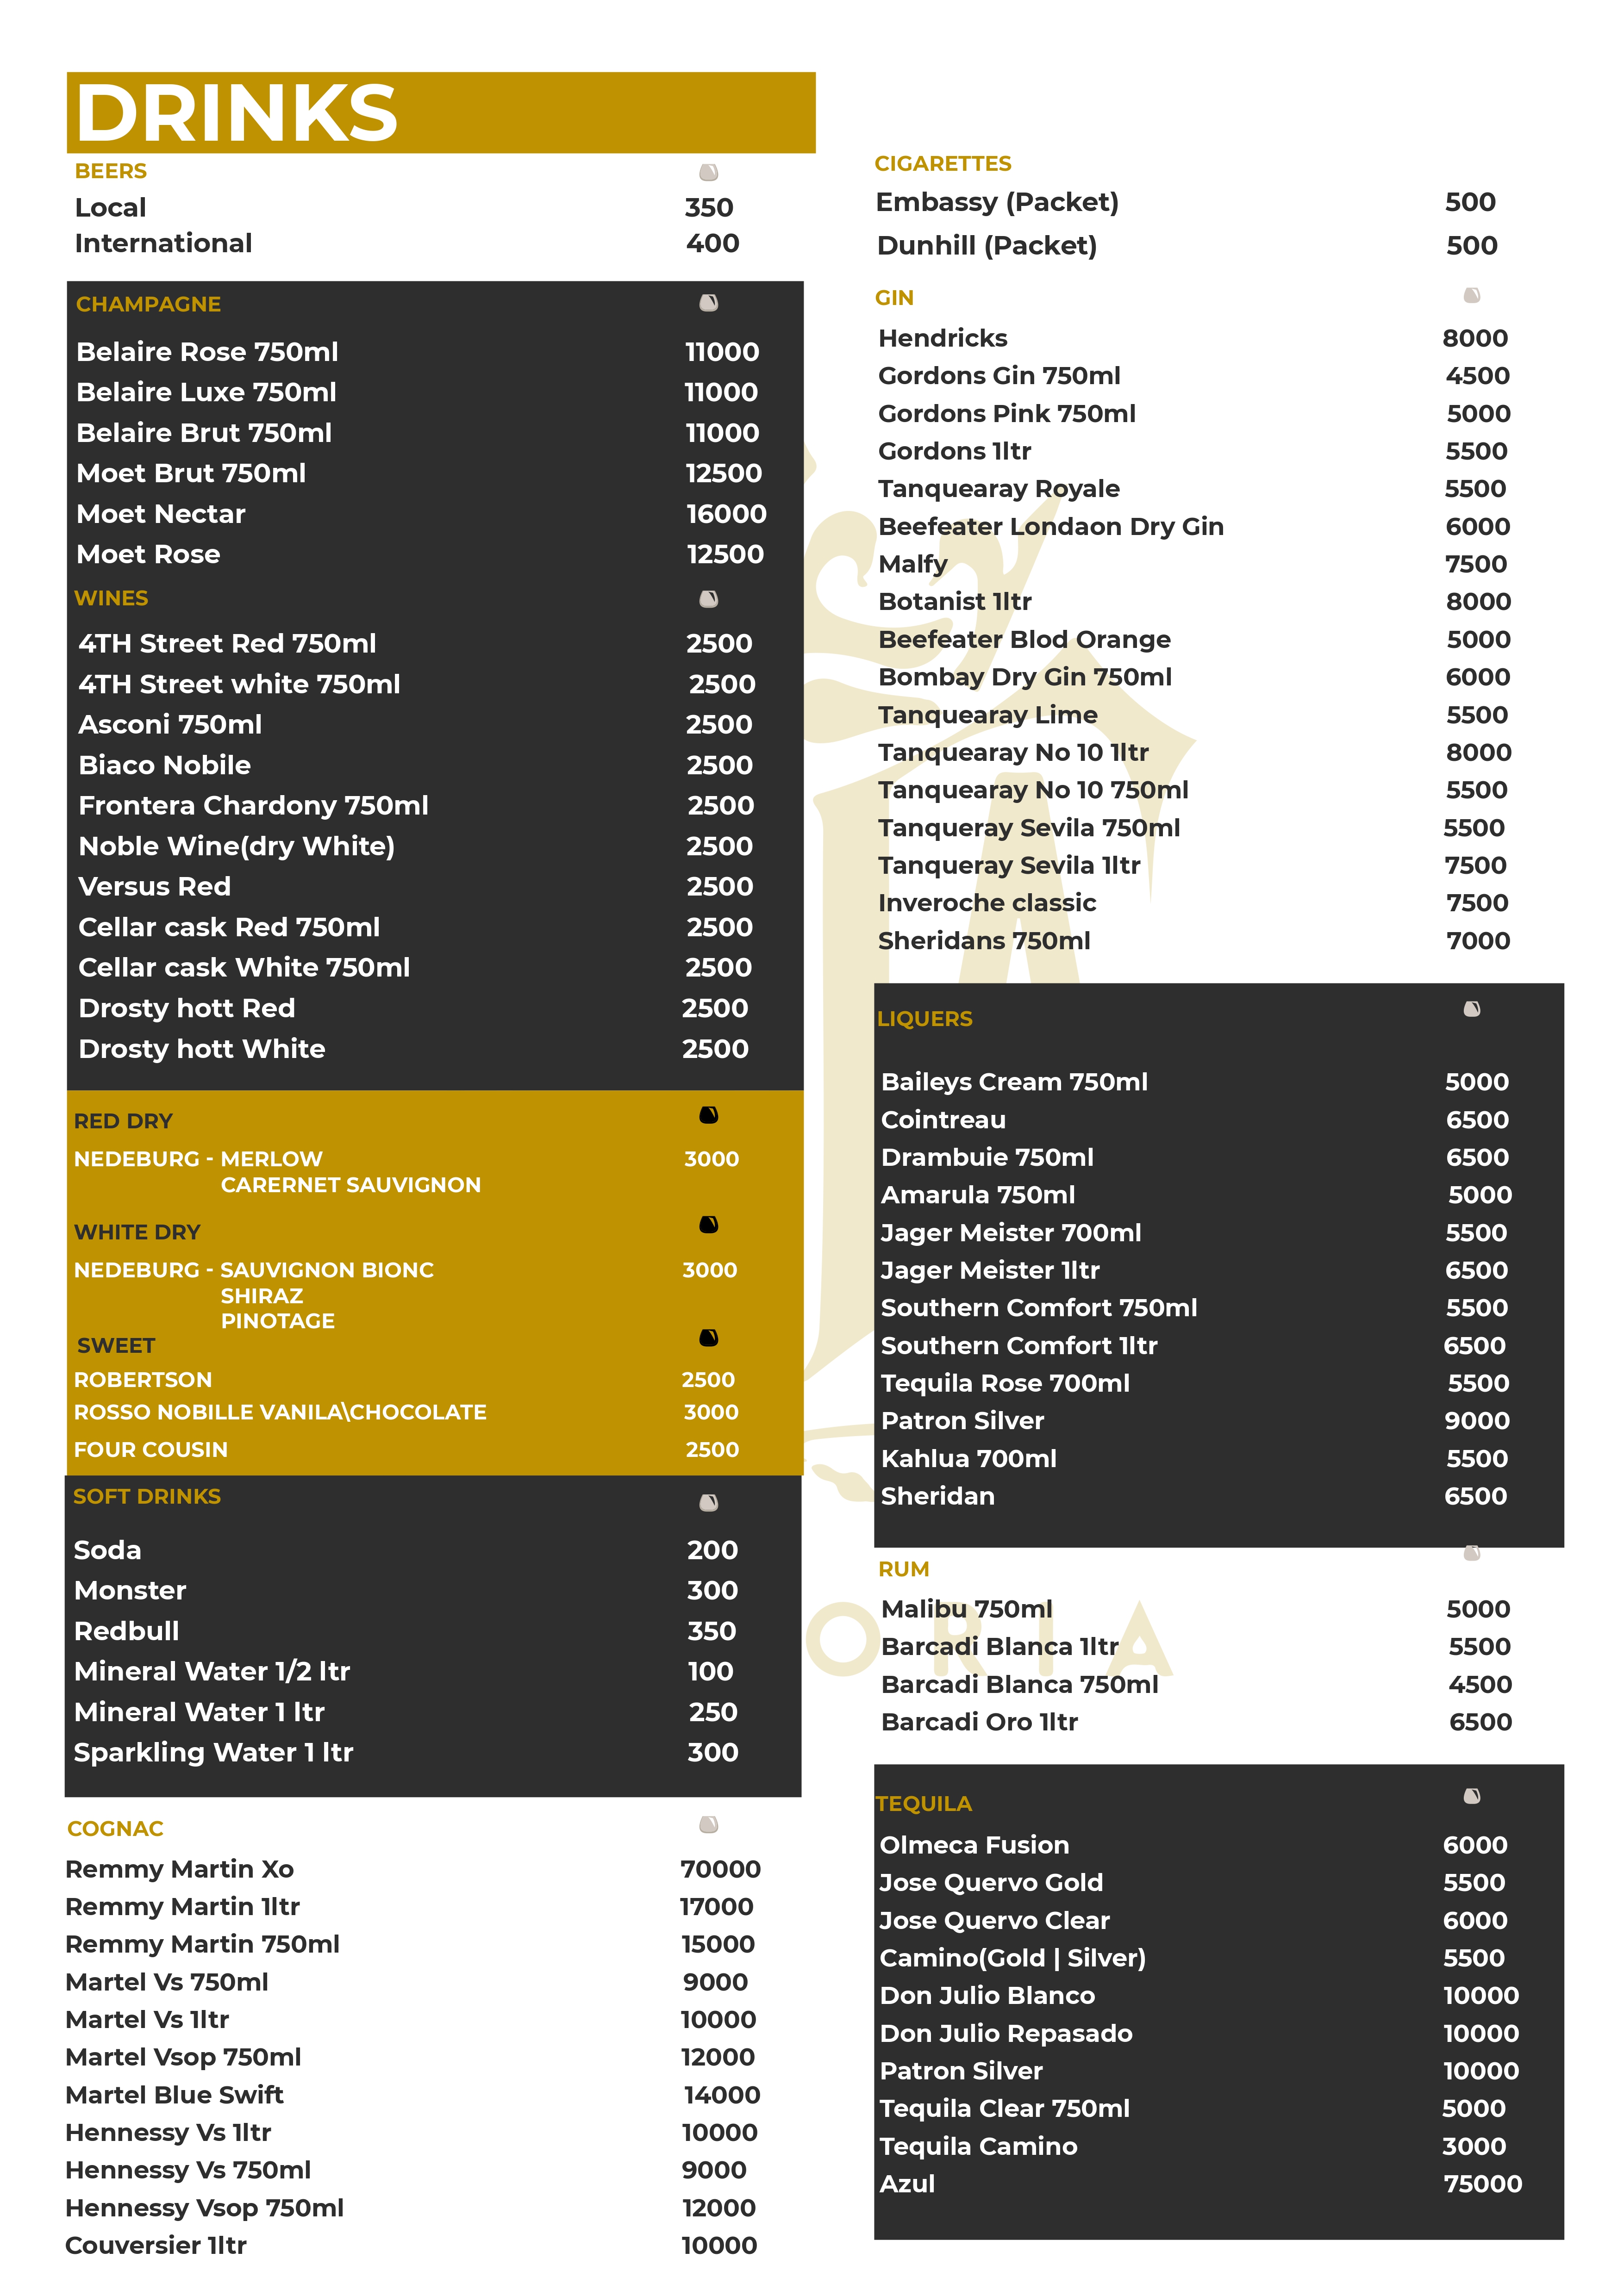 DRINKS
BEERS
Local 350
International 400
CHAMPAGNE
Belaire Rose 750ml 11000
Belaire Luxe 750ml 11000
Belaire Brut 750ml 11000
Moet Brut 750ml 12500
Moet Nectar 16000
Moet Rose 12500
WINES
4TH Street Red 750ml 2500
4TH Street white 750ml 2500
Asconi 750ml 2500
Biaco Nobile 2500
Frontera Chardony 750ml 2500
Noble Wine(dry White) 2500
Versus Red 2500
Cellar cask Red 750ml 2500
Cellar cask White 750ml 2500
Drosty hott Red 2500
Drosty hott White 2500
RED DRY
NEDEBURG - MERLOW 3000
CARERNET SAUVIGNON
WHITE DRY
NEDEBURG - SAUVIGNON BIONC 3000
SHIRAZ
PINOTAGE
SWEET
ROBERTSON 2500
ROSSO NOBILLE VANILA\CHOCOLATE 3000
FOUR COUSIN 2500
SOFT DRINKS
Soda 200
Monster 300
Redbull 350
Mineral Water 1/2 ltr 100
Mineral Water 1 ltr 250
Sparkling Water 1 ltr 300
COGNAC
Remmy Martin Xo 70000
Remmy Martin 1ltr 17000
Remmy Martin 750ml 15000
Martel Vs 750ml 9000
Martel Vs 1ltr 10000
Martel Vsop 750ml 12000
Martel Blue Swift 14000
Hennessy Vs 1ltr 10000
Hennessy Vs 750ml 9000
Hennessy Vsop 750ml 12000
Couversier 1ltr 10000
CIGARETTES
Embassy (Packet) 500
Dunhill (Packet) 500
GIN
Hendricks 8000
Gordons Gin 750ml 4500
Gordons Pink 750ml 5000
Gordons 1ltr 5500
Tanquearay Royale 5500
Beefeater Londaon Dry Gin 6000
Malfy 7500
Botanist 1ltr 8000
Beefeater Blod Orange 5000
Bombay Dry Gin 750ml 6000
Tanquearay Lime 5500
Tanquearay No 10 1ltr 8000
Tanquearay No 10 750ml 5500
Tanqueray Sevila 750ml 5500
Tanqueray Sevila 1ltr 7500
Inveroche classic 7500
Sheridans 750ml 7000
LIQUERS
Baileys Cream 750ml 5000
Cointreau 6500
Drambuie 750ml 6500
Amarula 750ml 5000
Jager Meister 700ml 5500
Jager Meister 1ltr 6500
Southern Comfort 750ml 5500
Southern Comfort 1ltr 6500
Tequila Rose 700ml 5500
Patron Silver 9000
Kahlua 700ml 5500
Sheridan 6500
RUM
Malibu 750ml 5000
Barcadi Blanca 1ltr 5500
Barcadi Blanca 750ml 4500
Barcadi Oro 1ltr 6500
TEQUILA
Olmeca Fusion 6000
Jose Quervo Gold 5500
Jose Quervo Clear 6000
Camino(Gold | Silver) 5500
Don Julio Blanco 10000
Don Julio Repasado 10000
Patron Silver 10000
Tequila Clear 750ml 5000
Tequila Camino 3000
Azul 75000